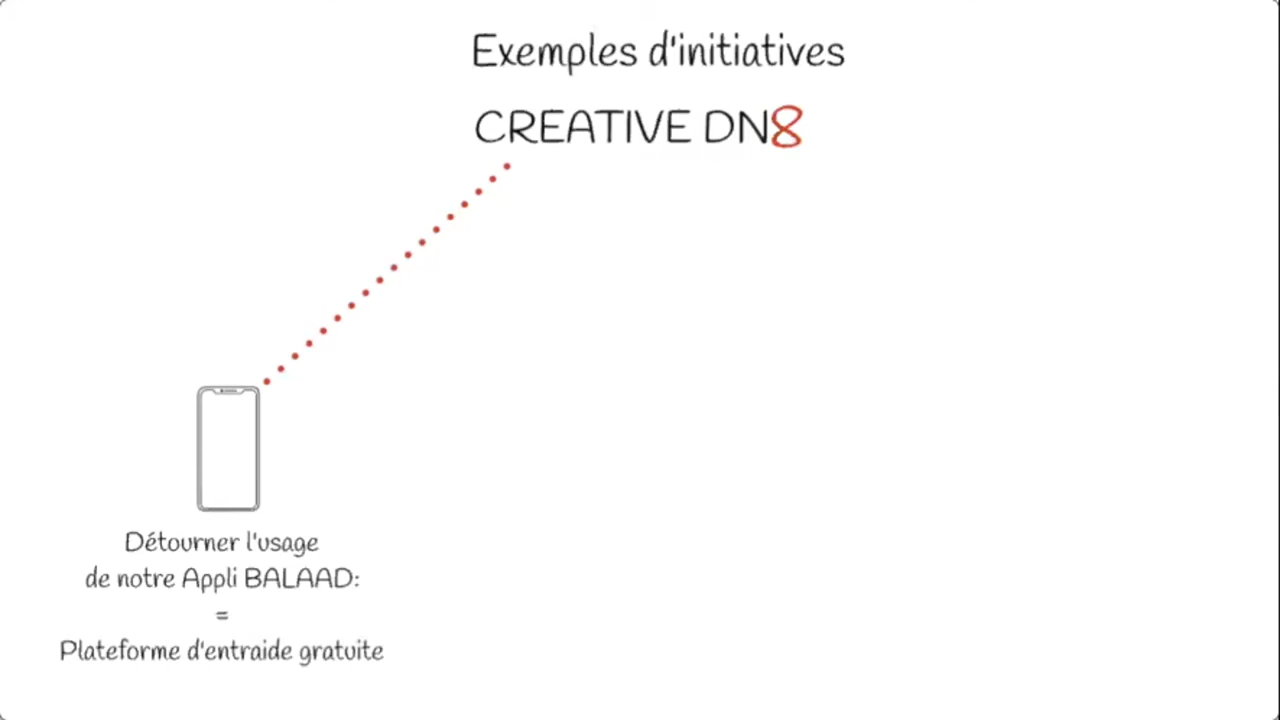 Exemples d'initiatives
CREATIVE DN8
Détourner l'usage
de notre Appli BALAAD:
=
Plateforme d'entraide gratuite